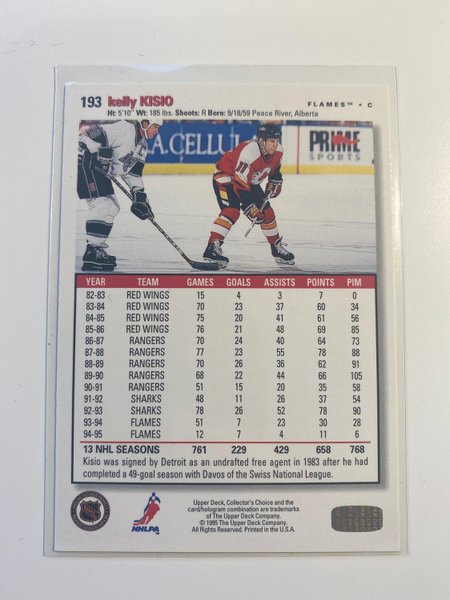 193 kelly KISIO
FLAMES™ • C
Ht: 5'10" Wt: 185 lbs. Shoots: R Born: 9/18/59 Peace River, Alberta
A.CELLUL
PRIME
SPORTS
11
YEAR TEAM GAMES GOALS ASSISTS POINTS PIM
82-83 RED WINGS 15 4 3 7 0
83-84 RED WINGS 70 23 37 60 34
84-85 RED WINGS 75 20 41 61 56
85-86 RED WINGS 76 21 48 69 85
86-87 RANGERS 70 24 40 64 73
87-88 RANGERS 77 23 55 78 88
88-89 RANGERS 70 26 36 62 91
89-90 RANGERS 68 22 44 66 105
90-91 RANGERS 51 15 20 35 58
91-92 SHARKS 48 11 26 37 54
92-93 SHARKS 78 26 52 78 90
93-94 FLAMES 51 7 23 30 28
94-95 FLAMES 12 7 4 11 6
13 NHL SEASONS 761 229 429 658 768
Kisio was signed by Detroit as an undrafted free agent in 1983 after he had
completed a 49-goal season with Davos of the Swiss National League.
NHL
NHLPA
Upper Deck, Collector's Choice and the
card/hologram combination are trademarks
of The Upper Deck Company.
© 1995 The Upper Deck Company.
All Rights Reserved. Printed in the U.S.A.